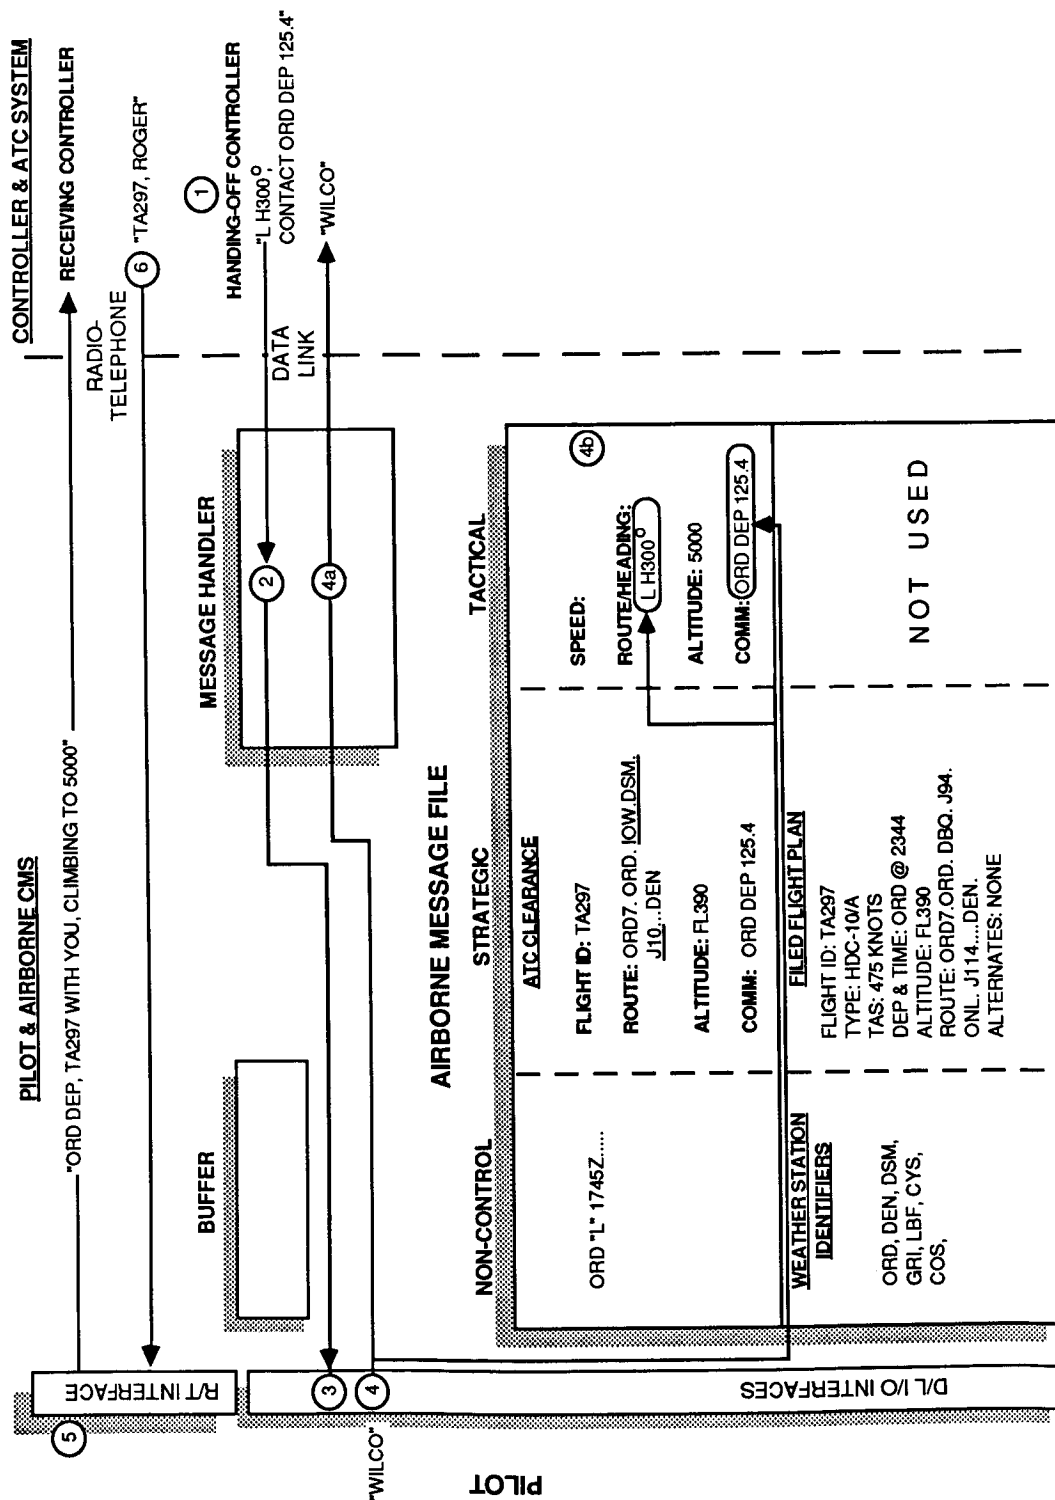 PILOT & AIRBORNE CMS
CONTROLLER & ATC SYSTEM
5
R/T INTERFACE
"ORD DEP, TA297 WITH YOU, CLIMBING TO 5000"
RECEIVING CONTROLLER
RADIO-
TELEPHONE
6
"TA297, ROGER"
BUFFER
MESSAGE HANDLER
1
HANDING-OFF CONTROLLER
"L H300°,
CONTACT ORD DEP 125.4"
2
DATA
LINK
3
4a
"WILCO"
4
"WILCO"
PILOT
D/L I/O INTERFACES
AIRBORNE MESSAGE FILE
NON-CONTROL
STRATEGIC
TACTICAL
ORD "L" 1745Z.....
ATC CLEARANCE
FLIGHT ID: TA297
ROUTE: ORD7. ORD. IOW.DSM.
J10...DEN
ALTITUDE: FL390
COMM: ORD DEP 125.4
4b
SPEED:
ROUTE/HEADING:
L H300°
ALTITUDE: 5000
COMM: ORD DEP 125.4
WEATHER STATION
IDENTIFIERS
ORD, DEN, DSM,
GRI, LBF, CYS,
COS,
FILED FLIGHT PLAN
FLIGHT ID: TA297
TYPE: HDC-10/A
TAS: 475 KNOTS
DEP & TIME: ORD @ 2344
ALTITUDE: FL390
ROUTE: ORD7.ORD. DBQ. J94.
ONL. J114....DEN.
ALTERNATES: NONE
NOT USED